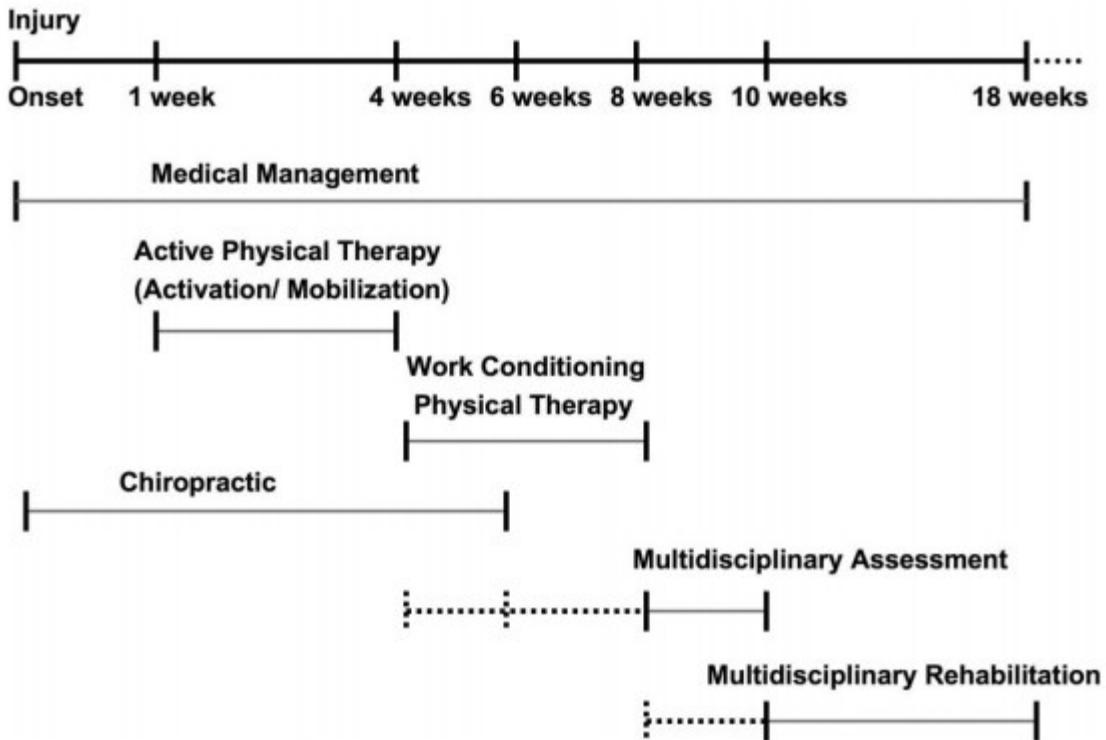 Injury
Onset 1 week 4 weeks 6 weeks 8 weeks 10 weeks 18 weeks
Medical Management
Active Physical Therapy
(Activation/ Mobilization)
Work Conditioning
Physical Therapy
Chiropractic
Multidisciplinary Assessment
Multidisciplinary Rehabilitation